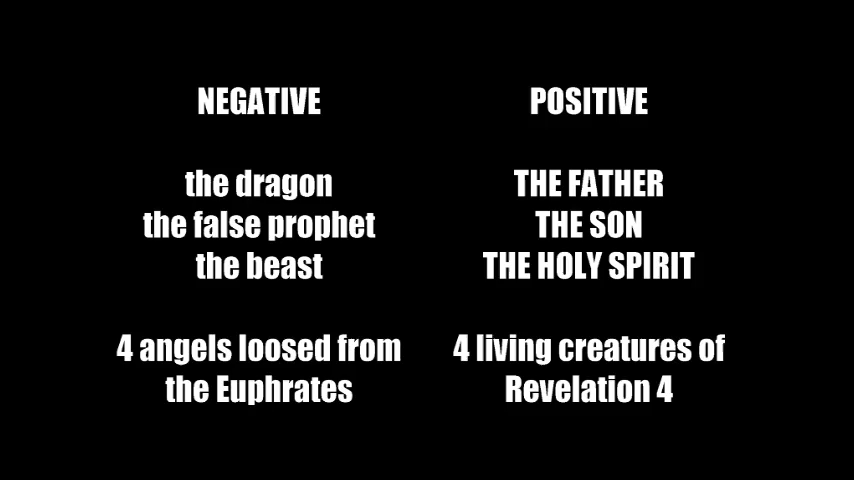 NEGATIVE
the dragon
the false prophet
the beast
4 angels loosed from
the Euphrates
POSITIVE
THE FATHER
THE SON
THE HOLY SPIRIT
4 living creatures of
Revelation 4